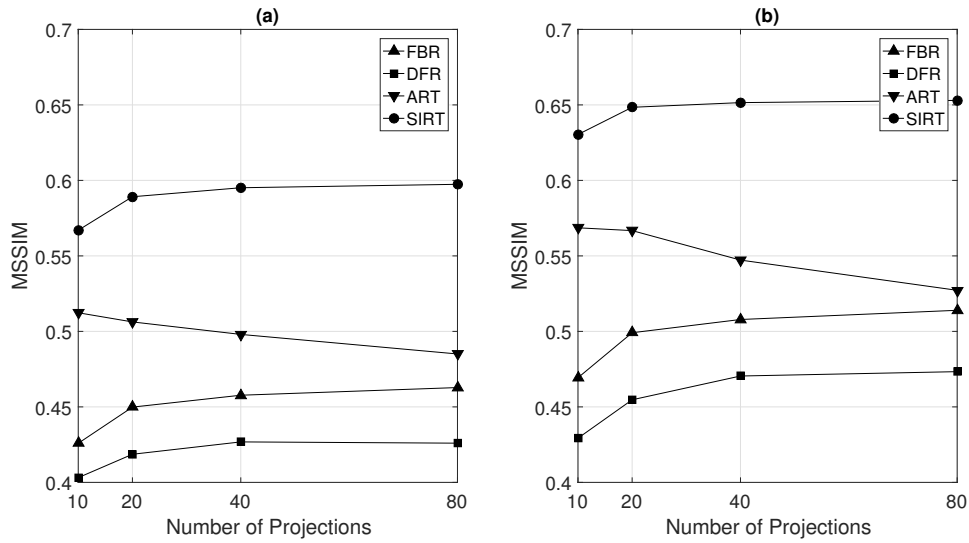 (a)
0.7
0.65
0.6
0.55
0.5
0.45
0.4
MSSIM
10 20 40 80
Number of Projections
FBR
DFR
ART
SIRT
(b)
0.7
0.65
0.6
0.55
0.5
0.45
0.4
MSSIM
10 20 40 80
Number of Projections
FBR
DFR
ART
SIRT